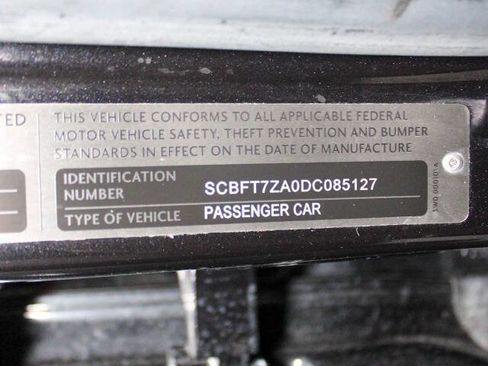 TED
THIS VEHICLE CONFORMS TO ALL APPLICABLE FEDERAL
MOTOR VEHICLE SAFETY, THEFT PREVENTION AND BUMPER
STANDARDS IN EFFECT ON THE DATE OF MANUFACTURE
IDENTIFICATION
NUMBER
SCBFT7ZA0DC085127
TYPE OF VEHICLE
PASSENGER CAR